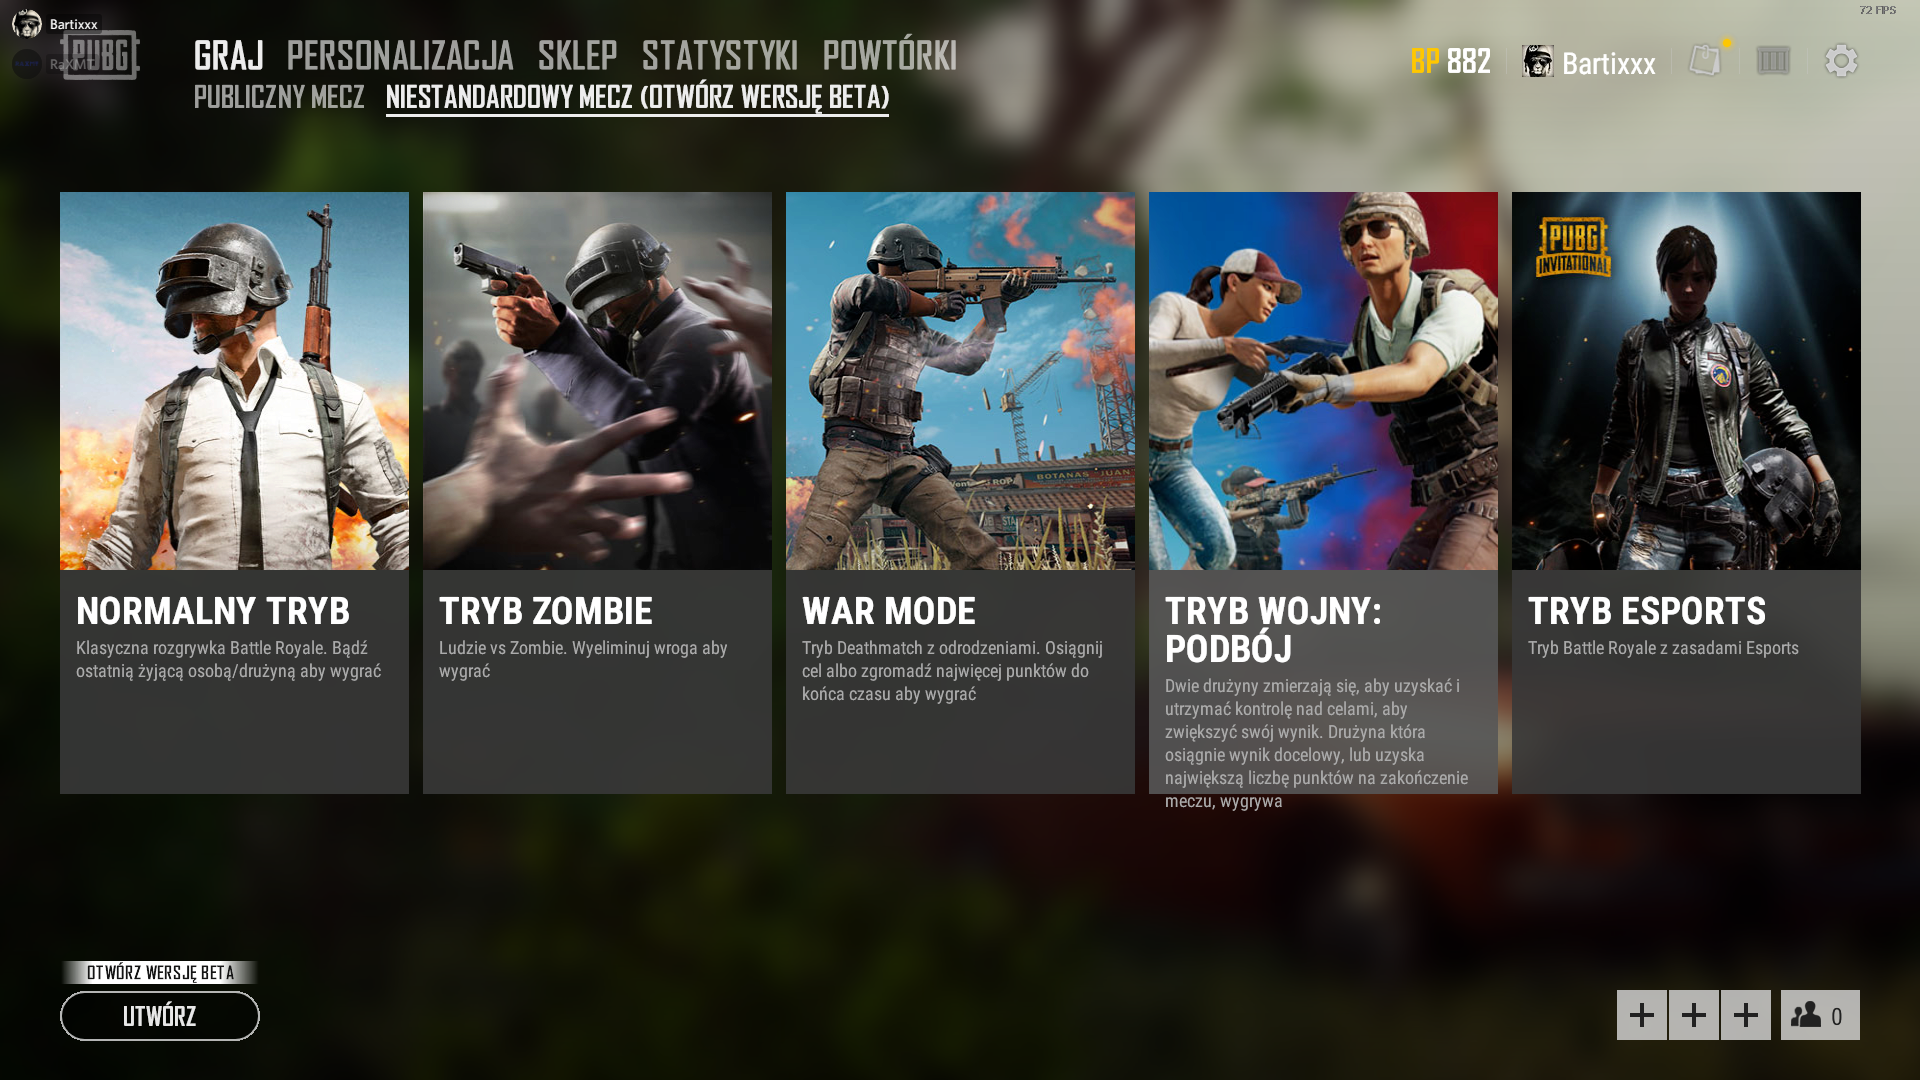 Bartixxx
72 FPS
PUBG
RaXMT
GRAJ PERSONALIZACJA SKLEP STATYSTYKI POWTÓRKI
BP 882
Bartixxx
PUBLICZNY MECZ NIESTANDARDOWY MECZ (OTWÓRZ WERSJĘ BETA)
NORMALNY TRYB
Klasyczna rozgrywka Battle Royale. Bądź
ostatnią żyjącą osobą/drużyną aby wygrać
TRYB ZOMBIE
Ludzie vs Zombie. Wyeliminuj wroga aby
wygrać
BOTANAS JUAN
WAR MODE
Tryb Deathmatch z odrodzeniami. Osiągnij
cel albo zgromadź najwięcej punktów do
końca czasu aby wygrać
TRYB WOJNY:
PODBÓJ
Dwie drużyny zmierzają się, aby uzyskać i
utrzymać kontrolę nad celami, aby
zwiększyć swój wynik. Drużyna która
osiągnie wynik docelowy, lub uzyska
największą liczbę punktów na zakończenie
meczu, wygrywa
PUBG
INVITATIONAL
TRYB ESPORTS
Tryb Battle Royale z zasadami Esports
OTWÓRZ WERSJĘ BETA
UTWÓRZ
0